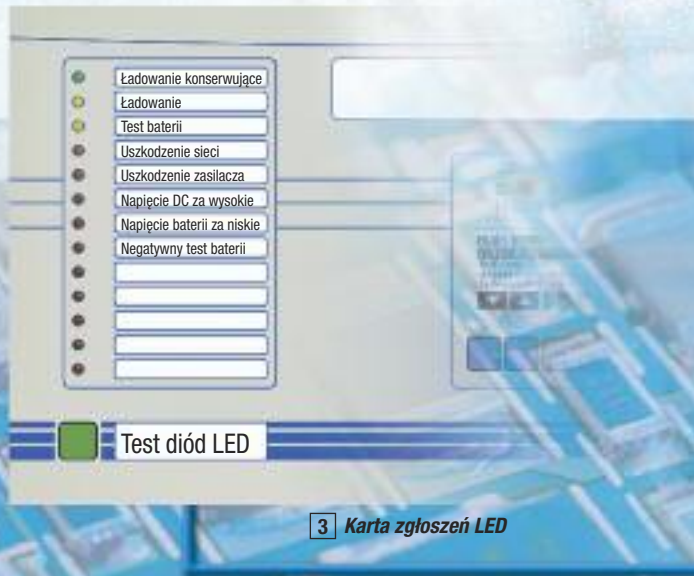 Ładowanie konserwujące
Ładowanie
Test baterii
Uszkodzenie sieci
Uszkodzenie zasilacza
Napięcie DC za wysokie
Napięcie baterii za niskie
Negatywny test baterii
Test diód LED
3 Karta zgłoszeń LED